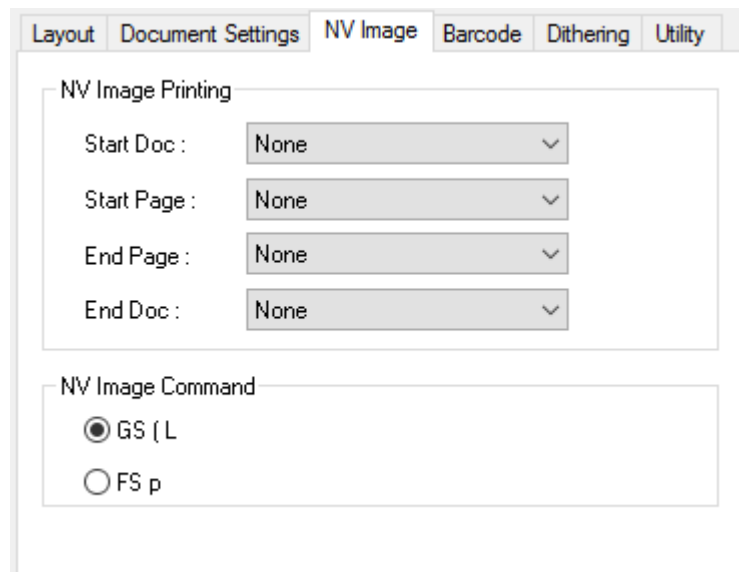 Layout Document Settings NV Image Barcode Dithering Utility
NV Image Printing
Start Doc : None
Start Page : None
End Page : None
End Doc : None
NV Image Command
GS ( L
FS p